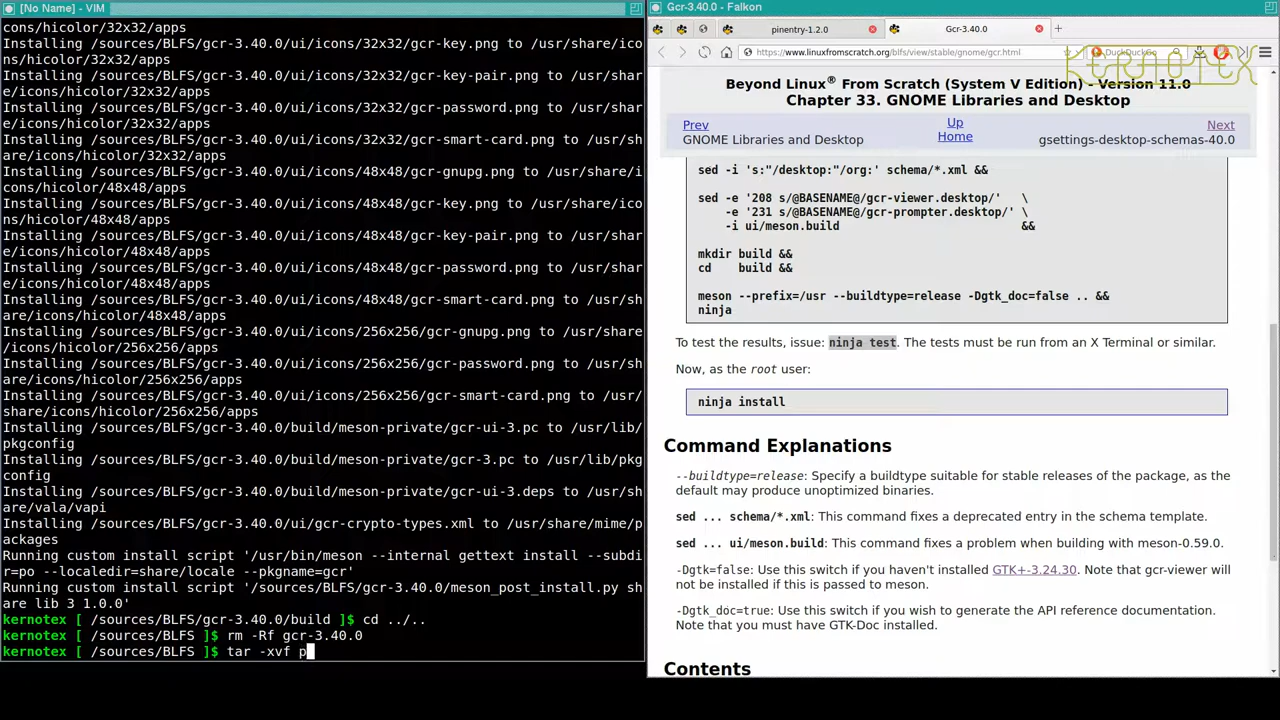 [No Name] - VIM
cons/hicolor/32x32/apps
Installing /sources/BLFS/gcr-3.40.0/ui/icons/32x32/gcr-key.png to /usr/share/ico
ns/hicolor/32x32/apps
Installing /sources/BLFS/gcr-3.40.0/ui/icons/32x32/gcr-key-pair.png to /usr/shar
e/icons/hicolor/32x32/apps
Installing /sources/BLFS/gcr-3.40.0/ui/icons/32x32/gcr-password.png to /usr/shar
e/icons/hicolor/32x32/apps
Installing /sources/BLFS/gcr-3.40.0/ui/icons/32x32/gcr-smart-card.png to /usr/sh
are/icons/hicolor/32x32/apps
Installing /sources/BLFS/gcr-3.40.0/ui/icons/48x48/gcr-gnupg.png to /usr/share/i
cons/hicolor/48x48/apps
Installing /sources/BLFS/gcr-3.40.0/ui/icons/48x48/gcr-key.png to /usr/share/ico
ns/hicolor/48x48/apps
Installing /sources/BLFS/gcr-3.40.0/ui/icons/48x48/gcr-key-pair.png to /usr/shar
e/icons/hicolor/48x48/apps
Installing /sources/BLFS/gcr-3.40.0/ui/icons/48x48/gcr-password.png to /usr/shar
e/icons/hicolor/48x48/apps
Installing /sources/BLFS/gcr-3.40.0/ui/icons/48x48/gcr-smart-card.png to /usr/sh
are/icons/hicolor/48x48/apps
Installing /sources/BLFS/gcr-3.40.0/ui/icons/256x256/gcr-gnupg.png to /usr/share
/icons/hicolor/256x256/apps
Installing /sources/BLFS/gcr-3.40.0/ui/icons/256x256/gcr-password.png to /usr/sh
are/icons/hicolor/256x256/apps
Installing /sources/BLFS/gcr-3.40.0/ui/icons/256x256/gcr-smart-card.png to /usr/
share/icons/hicolor/256x256/apps
Installing /sources/BLFS/gcr-3.40.0/build/meson-private/gcr-ui-3.pc to /usr/lib/
pkgconfig
Installing /sources/BLFS/gcr-3.40.0/build/meson-private/gcr-3.pc to /usr/lib/pkg
config
Installing /sources/BLFS/gcr-3.40.0/build/meson-private/gcr-ui-3.deps to /usr/sh
are/vala/vapi
Installing /sources/BLFS/gcr-3.40.0/ui/gcr-crypto-types.xml to /usr/share/mime/p
ackages
Running custom install script '/usr/bin/meson --internal gettext install --subdi
r=po --localedir=share/locale --pkgname=gcr'
Running custom install script '/sources/BLFS/gcr-3.40.0/meson_post_install.py sh
are lib 3 1.0.0'
kernotex [ /sources/BLFS/gcr-3.40.0/build ]$ cd ../..
kernotex [ /sources/BLFS ]$ rm -Rf gcr-3.40.0
kernotex [ /sources/BLFS ]$ tar -xvf p
Gcr-3.40.0 - Falkon
pinentry-1.2.0
Gcr-3.40.0
https://www.linuxfromscratch.org/blfs/view/stable/gnome/gcr.html
DuckDuckGo
KERNOTEX
Beyond Linux® From Scratch (System V Edition) - Version 11.0
Chapter 33. GNOME Libraries and Desktop
Prev
Up
Next
GNOME Libraries and Desktop
Home
gsettings-desktop-schemas-40.0
sed -i 's:"/desktop:"/org:' schema/*.xml &&
sed -e '208 s/@BASENAME@/gcr-viewer.desktop/' \
-e '231 s/@BASENAME@/gcr-prompter.desktop/' \
-i ui/meson.build &&
mkdir build &&
cd build &&
meson --prefix=/usr --buildtype=release -Dgtk_doc=false .. &&
ninja
To test the results, issue: ninja test. The tests must be run from an X Terminal or similar.
Now, as the root user:
ninja install
Command Explanations
--buildtype=release: Specify a buildtype suitable for stable releases of the package, as the
default may produce unoptimized binaries.
sed ... schema/*.xml: This command fixes a deprecated entry in the schema template.
sed ... ui/meson.build: This command fixes a problem when building with meson-0.59.0.
-Dgtk=false: Use this switch if you haven't installed GTK+-3.24.30. Note that gcr-viewer will
not be installed if this is passed to meson.
-Dgtk_doc=true: Use this switch if you wish to generate the API reference documentation.
Note that you must have GTK-Doc installed.
Contents